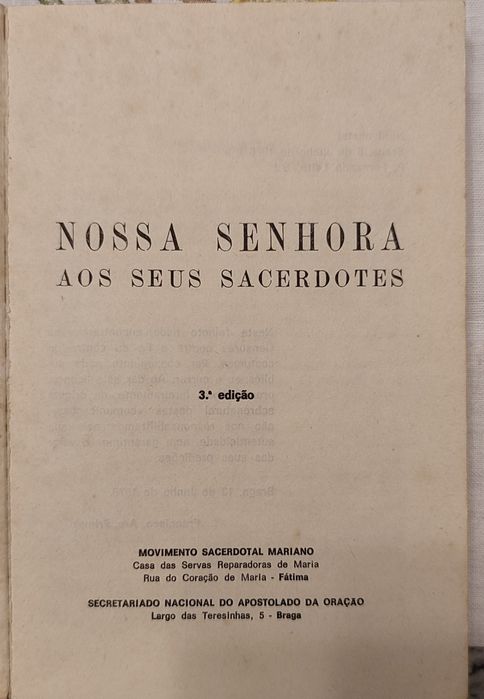 NOSSA SENHORA
AOS SEUS SACERDOTES
3.ª edição
MOVIMENTO SACERDOTAL MARIANO
Casa das Servas Reparadoras de Maria
Rua do Coração de Maria - Fátima
SECRETARIADO NACIONAL DO APOSTOLADO DA ORAÇÃO
Largo das Teresinhas, 5 - Braga